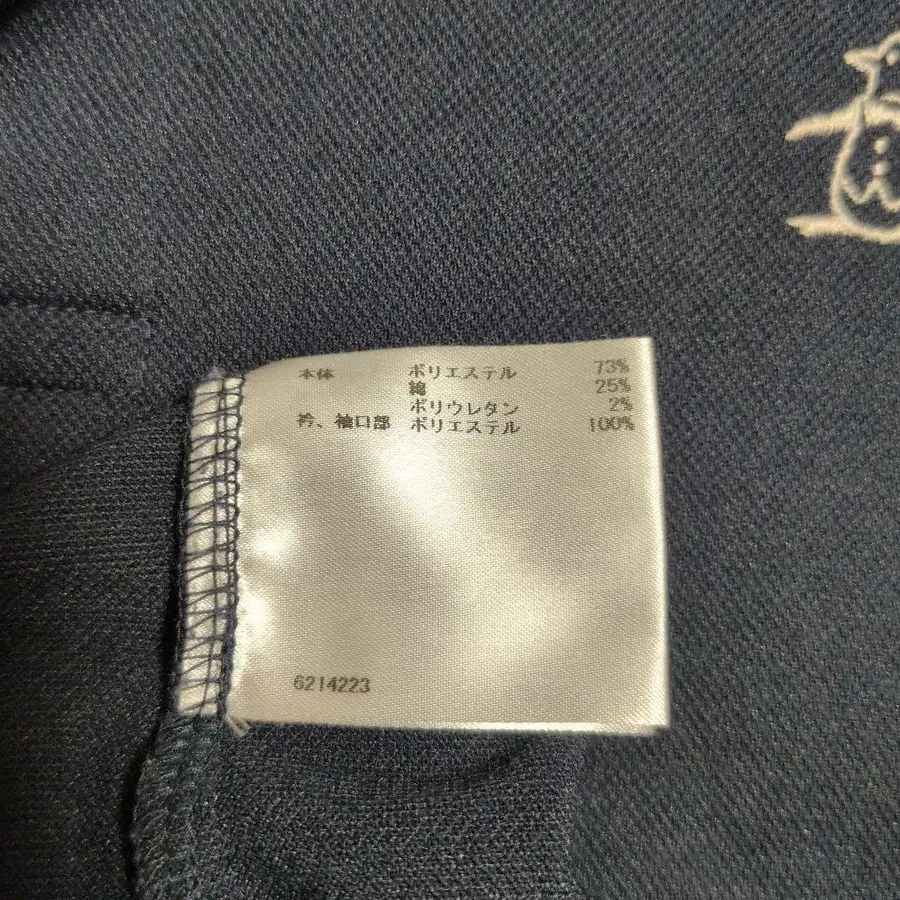 本体 ポリエステル 73%
綿 25%
ポリウレタン 2%
衿、袖口部 ポリエステル 100%
6214223